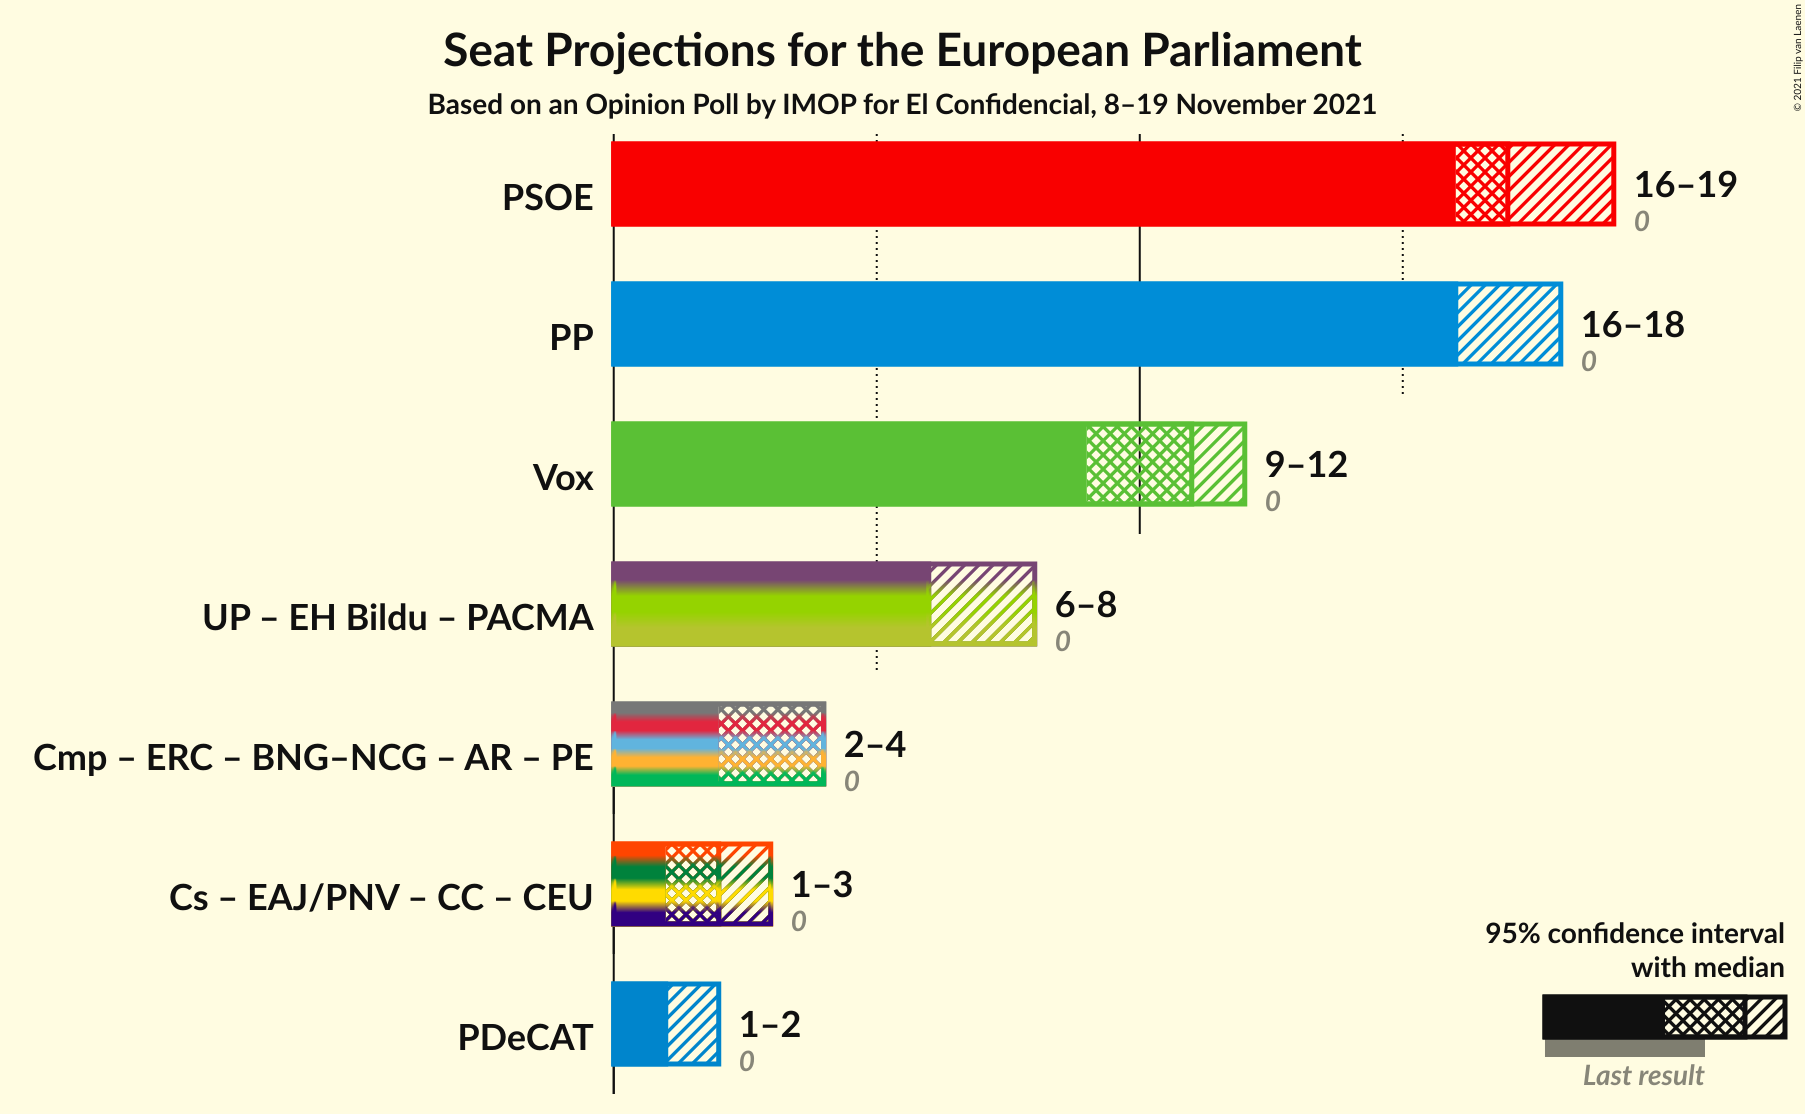 Seat Projections for the European Parliament
Based on an Opinion Poll by IMOP for El Confidencial, 8–19 November 2021
© 2021 Filip van Laenen
PSOE
16–19
0
PP
16–18
0
Vox
9–12
0
UP – EH Bildu – PACMA
6–8
0
Cmp – ERC – BNG–NCG – AR – PE
2–4
0
Cs – EAJ/PNV – CC – CEU
1–3
0
PDeCAT
1–2
0
95% confidence interval
with median
Last result